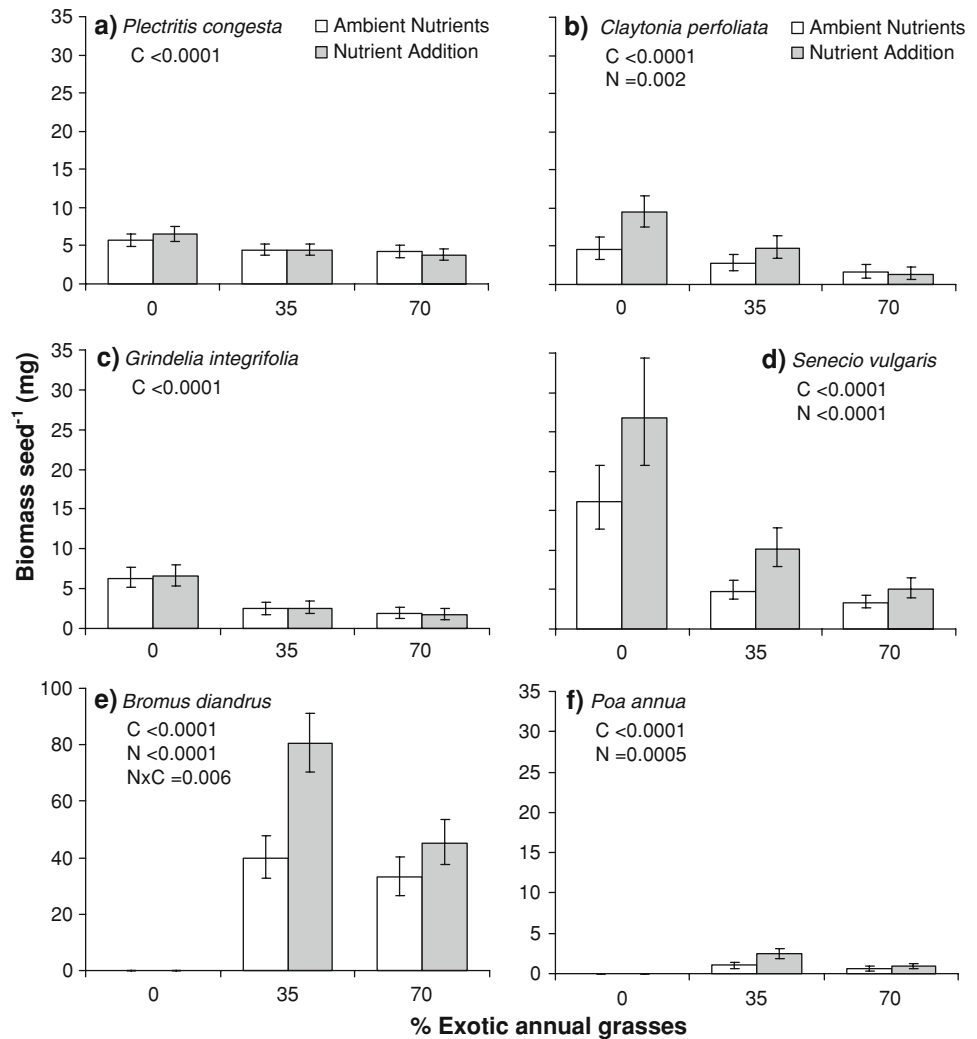 a) Plectritis congesta
C <0.0001
Ambient Nutrients
Nutrient Addition
35
30
25
20
15
10
5
0
0 35 70
b) Claytonia perfoliata
C <0.0001
N =0.002
Ambient Nutrients
Nutrient Addition
0 35 70
c) Grindelia integrifolia
C <0.0001
35
30
25
20
15
10
5
0
0 35 70
d) Senecio vulgaris
C <0.0001
N <0.0001
0 35 70
e) Bromus diandrus
C <0.0001
N <0.0001
NxC =0.006
100
80
60
40
20
0
0 35 70
f) Poa annua
C <0.0001
N =0.0005
35
30
25
20
15
10
5
0
0 35 70
Biomass seed⁻¹ (mg)
% Exotic annual grasses